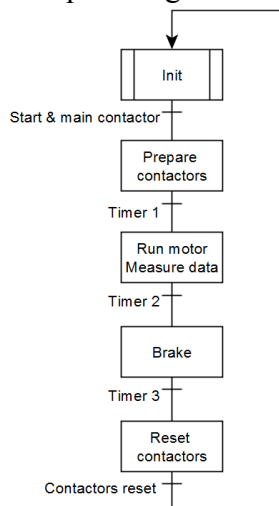 Init
Start & main contactor
Prepare
contactors
Timer 1
Run motor
Measure data
Timer 2
Brake
Timer 3
Reset
contactors
Contactors reset